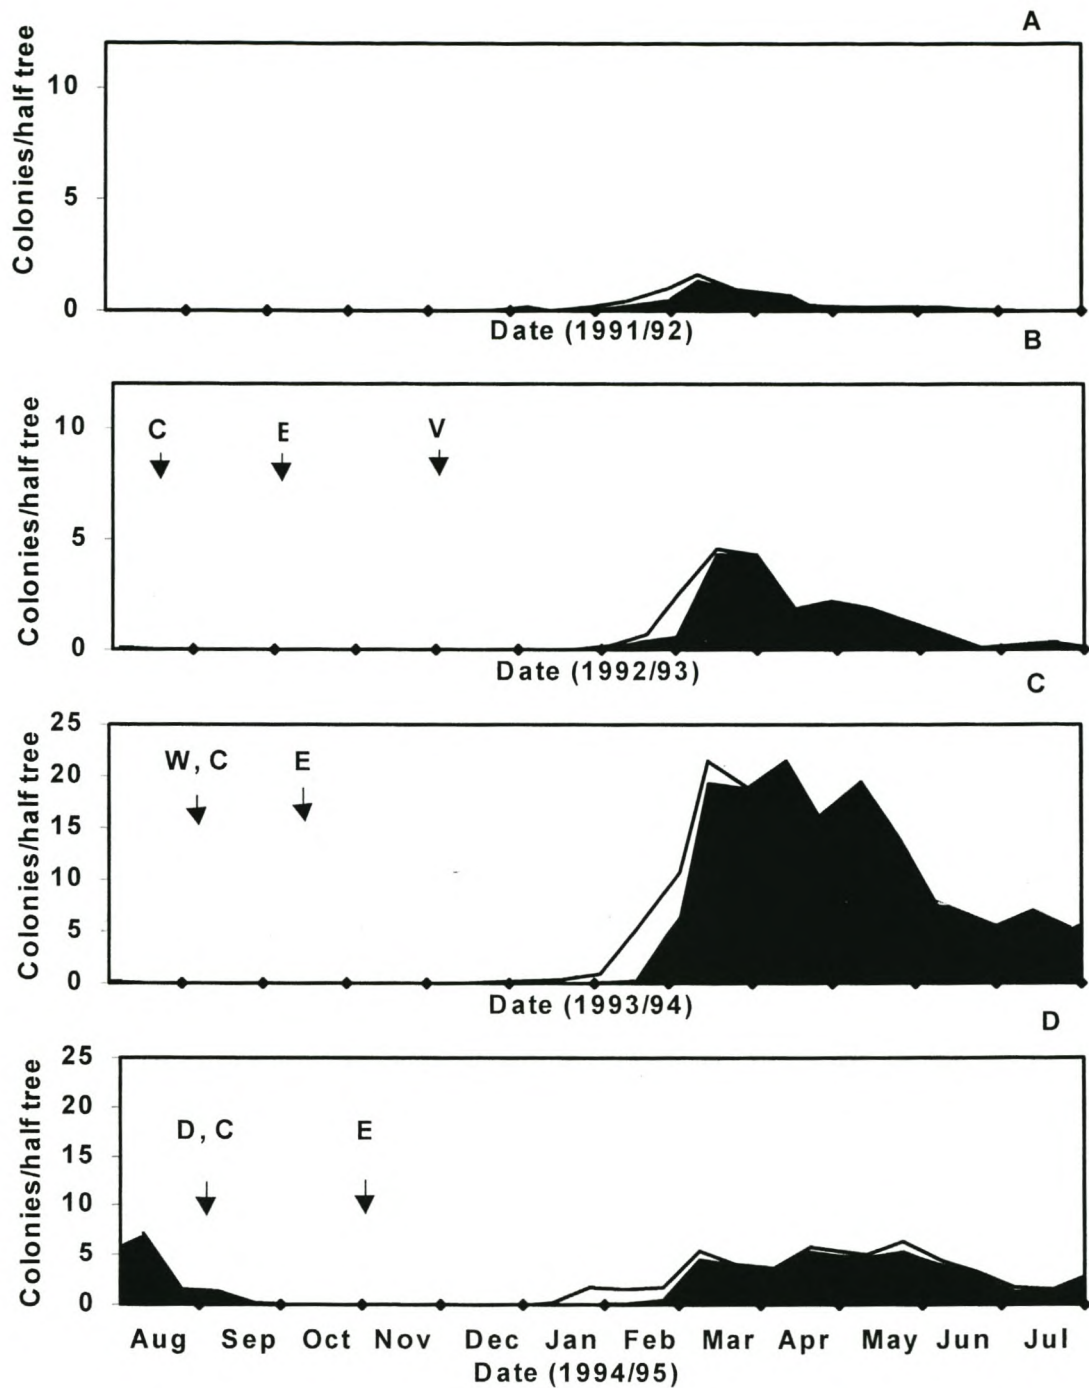 A
Colonies/half tree
10
5
0
Date (1991/92)
B
Colonies/half tree
10
5
0
C E V
Date (1992/93)
C
Colonies/half tree
25
20
15
10
5
0
W, C E
Date (1993/94)
D
Colonies/half tree
25
20
15
10
5
0
D, C E
Aug Sep Oct Nov Dec Jan Feb Mar Apr May Jun Jul
Date (1994/95)